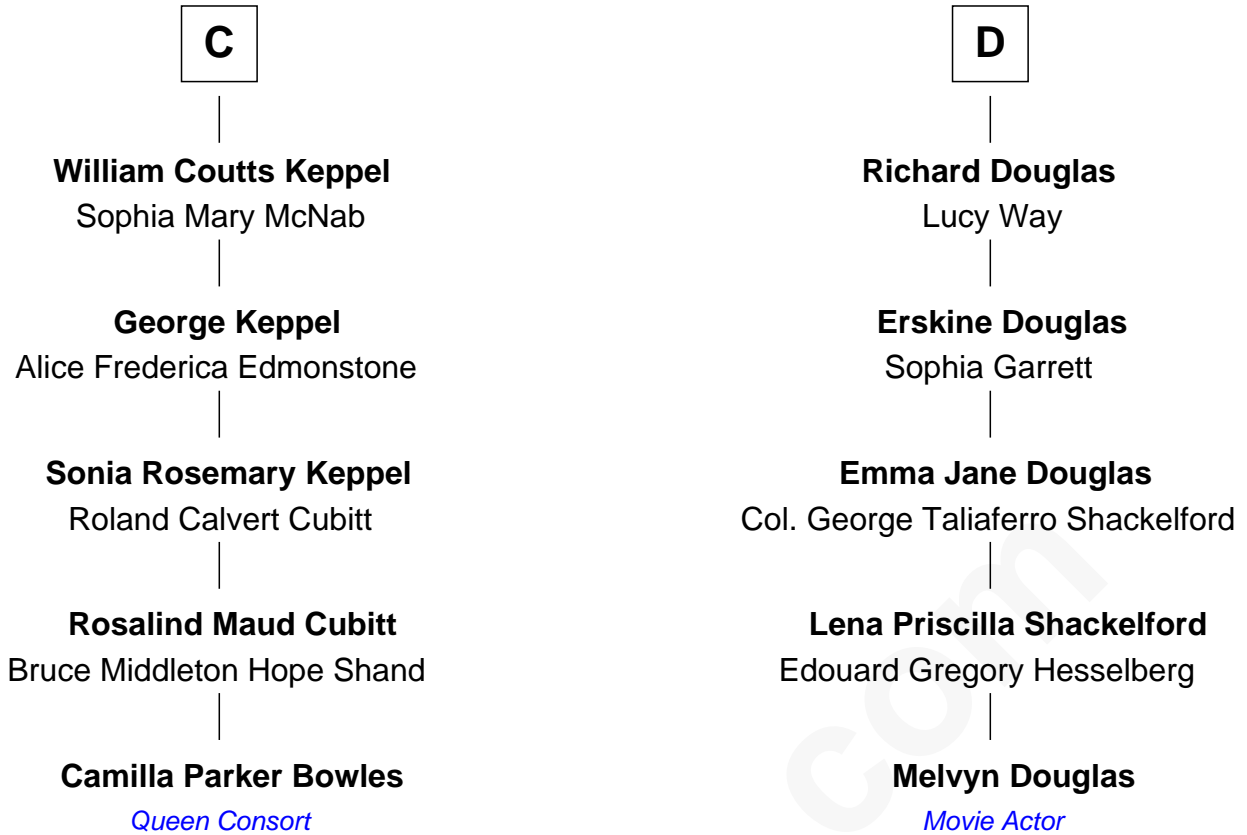 C
William Coutts Keppel
Sophia Mary McNab
George Keppel
Alice Frederica Edmonstone
Sonia Rosemary Keppel
Roland Calvert Cubitt
Rosalind Maud Cubitt
Bruce Middleton Hope Shand
Camilla Parker Bowles
Queen Consort
D
Richard Douglas
Lucy Way
Erskine Douglas
Sophia Garrett
Emma Jane Douglas
Col. George Taliaferro Shackelford
Lena Priscilla Shackelford
Edouard Gregory Hesselberg
Melvyn Douglas
Movie Actor
com